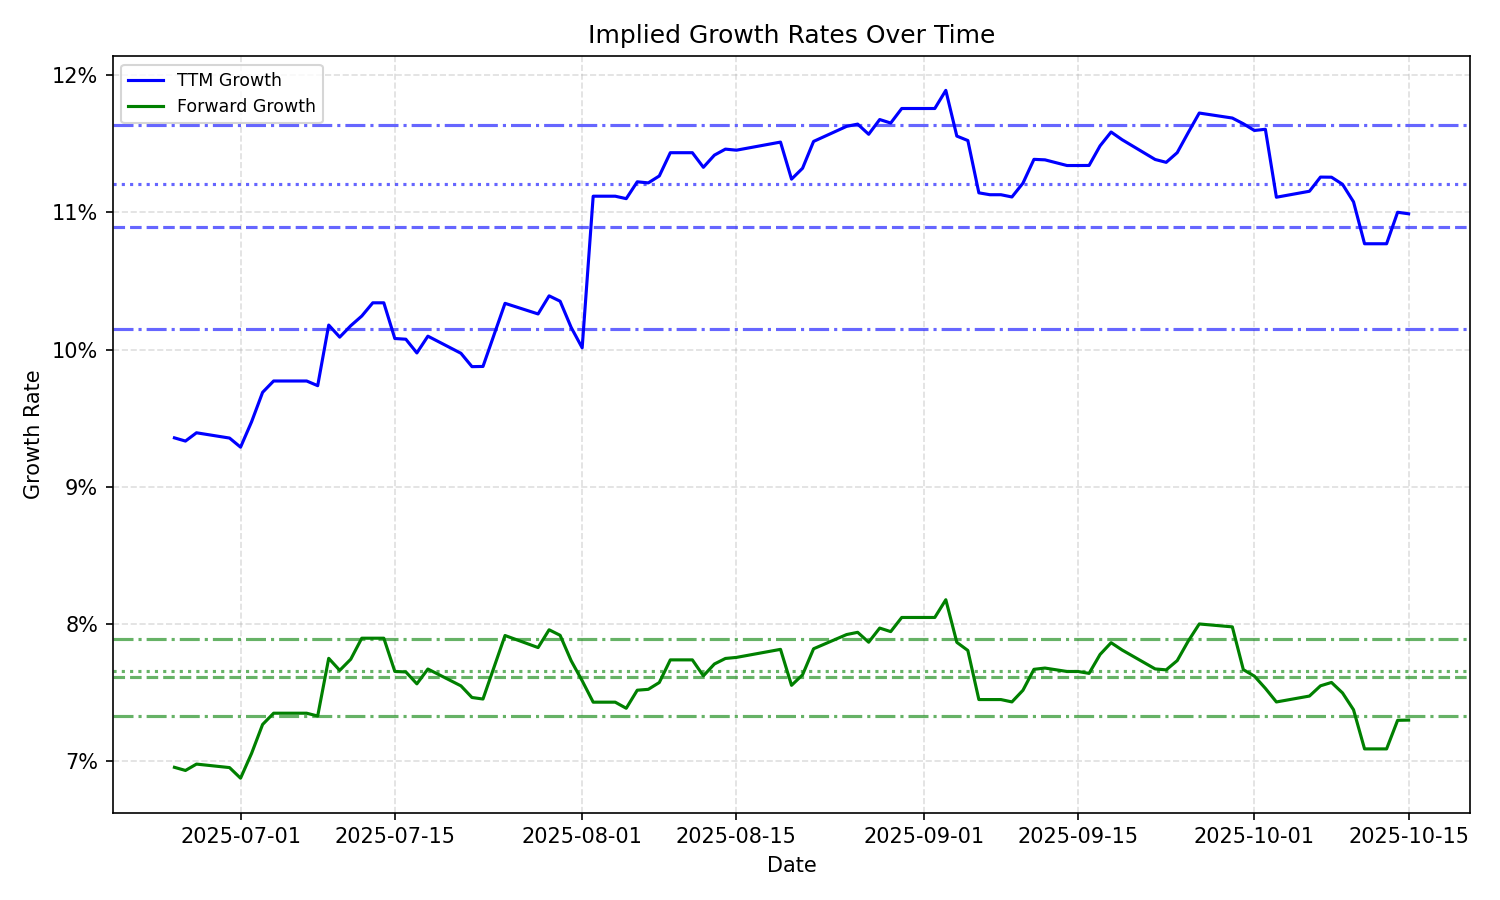 Implied Growth Rates Over Time
TTM Growth
Forward Growth
12%
11%
10%
9%
8%
7%
Growth Rate
2025-07-01
2025-07-15
2025-08-01
2025-08-15
2025-09-01
2025-09-15
2025-10-01
2025-10-15
Date